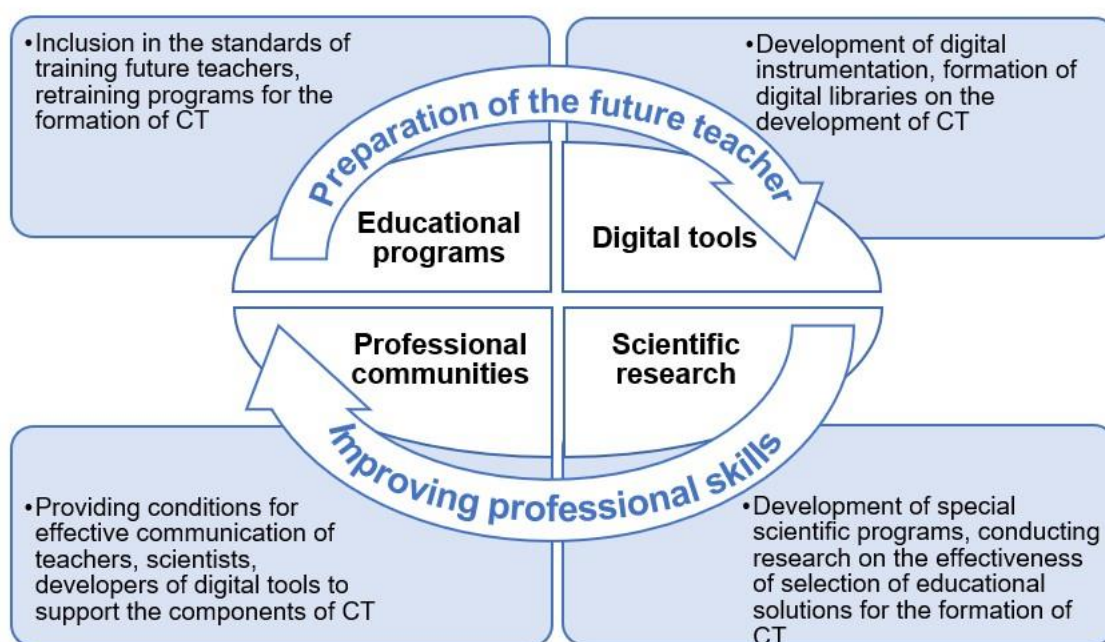 •Inclusion in the standards of
training future teachers,
retraining programs for the
formation of CT
•Development of digital
instrumentation, formation of
digital libraries on the
development of CT
Preparation of the future teacher
Educational
programs
Digital tools
Professional
communities
Scientific
research
Improving professional skills
•Providing conditions for
effective communication of
teachers, scientists,
developers of digital tools to
support the components of CT
•Development of special
scientific programs, conducting
research on the effectiveness
of selection of educational
solutions for the formation of
CT